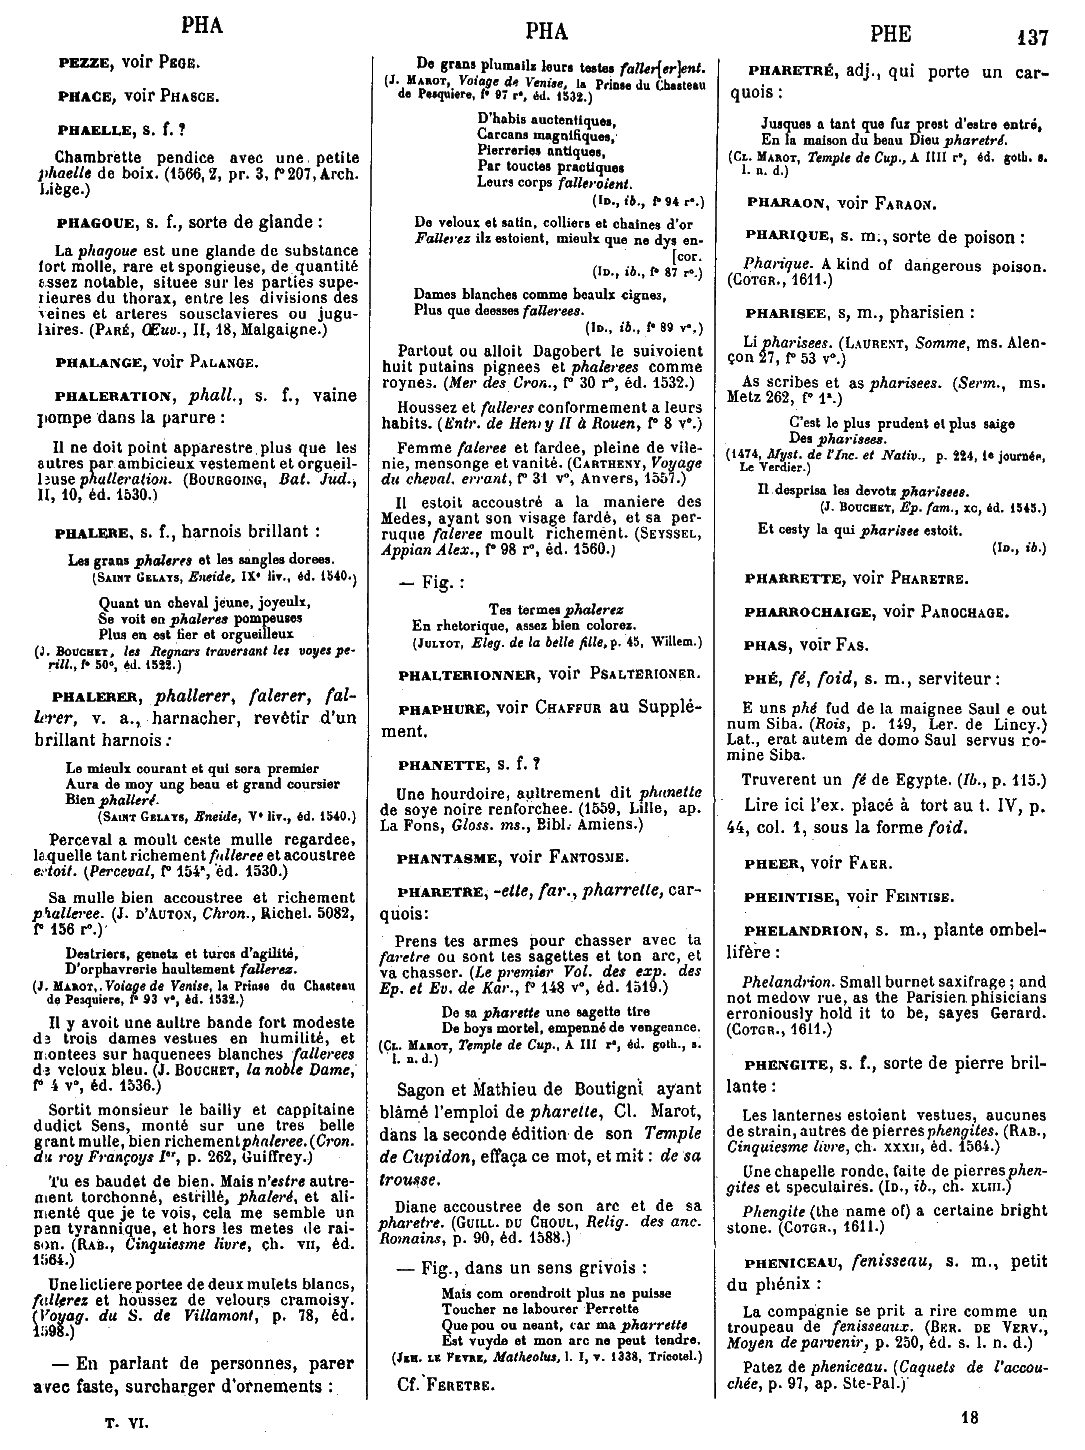 PHA
PHA
PHE
137
PEZZE, voir PEGE.
PHACE, voir PHASCE.
PHAELLE, s. f. ?
Chambrette pendice avec une petite
phaelle de boix. (1566, Z, pr. 3, f° 207, Arch.
Liège.)
PHAGOUE, s. f., sorte de glande :
La phagoue est une glande de substance
fort molle, rare et spongieuse, de quantité
assez notable, situee sur les parties supe-
rieures du thorax, entre les divisions des
veines et arteres sousclavieres ou jugu-
laires. (PARÉ, Œuv., II, 18, Malgaigne.)
PHALANGE, voir PALANGE.
PHALERATION, phall., s. f., vaine
pompe dans la parure :
Il ne doit point apparestre plus que les
autres par ambicieux vestement et orgueil-
leuse phalleration. (BOURGOING, Bat. Jud.,
II, 10, éd. 1530.)
PHALERE, s. f., harnois brillant :
Les grans phaleres et les sangles dorees.
(SAINT GELAYS, Eneide, IX° liv., éd. 1540.)
Quant un cheval jeune, joyeulx,
Se voit en phaleres pompeuses
Plus en est fier et orgueilleux
(J. BOUCHET, les Regnars traversant les voyes pe-
rill., f° 50°, éd. 1522.)
PHALERER, phallerer, falerer, fal-
lerer, v. a., harnacher, revêtir d'un
brillant harnois :
Le mieulx courant et qui sera premier
Aura de moy ung beau et grand coursier
Bien phalleré.
(SAINT GELAYS, Eneide, V° liv., éd. 1540.)
Perceval a moult ceste mulle regardee,
laquelle tant richement falleree et acoustree
estoit. (Perceval, f° 154ª, éd. 1530.)
Sa mulle bien accoustree et richement
phalleree. (J. D'AUTON, Chron., Richel. 5082,
f° 156 r°.)
Destriers, genetz et turcs d'agilité,
D'orphavrerie haultement fallerez.
(J. MAROT, Voiage de Venise, la Prinse du Chasteau
de Pesquiere, f° 93 v°, éd. 1532.)
Il y avoit une aultre bande fort modeste
de trois dames vestues en humilité, et
montees sur haquenees blanches fallerees
de veloux bleu. (J. BOUCHET, la noble Dame,
f° 4 v°, éd. 1536.)
Sortit monsieur le bailly et cappitaine
dudict Sens, monté sur une tres belle
grant mulle, bien richement phaleree. (Cron.
du roy Françoys Ier, p. 262, Guiffrey.)
Tu es baudet de bien. Mais n'estre autre-
ment torchonné, estrillé, phaleré, et ali-
menté que je te vois, cela me semble un
peu tyrannique, et hors les metes de rai-
son. (RAB., Cinquiesme livre, ch. VII, éd.
1564.)
Une lictiere portee de deux mulets blancs,
fallerez et houssez de velours cramoisy.
(Voyag. du S. de Villamont, p. 78, éd.
1598.)
— En parlant de personnes, parer
avec faste, surcharger d'ornements :
T. VI.
De grans plumailz leurs testes faller[er]ent.
(J. MAROT, Voiage de Venise, la Prinse du Chasteau
de Pesquiere, f° 97 r°, éd. 1532.)
D'habis auctentiques,
Carcans magnifiques,
Pierreries antiques,
Par touctes practiques
Leurs corps falleroient.
(ID., ib., f° 94 r°.)
De veloux et satin, colliers et chaines d'or
Fallerez ilz estoient, mieulx que ne dys en-
[cor.
(ID., ib., f° 87 r°.)
Dames blanches comme beaulx cignes,
Plus que deesses fallerees.
(ID., ib., f° 89 v°.)
Partout ou alloit Dagobert le suivoient
huit putains pignees et phalerees comme
roynes. (Mer des Cron., f° 30 r°, éd. 1532.)
Houssez et falleres conformement a leurs
habits. (Entr. de Henry II à Rouen, f° 8 v°.)
Femme faleree et fardee, pleine de vile-
nie, mensonge et vanité. (CARTHENY, Voyage
du cheval. errant, f° 31 v°, Anvers, 1557.)
Il estoit accoustré a la maniere des
Medes, ayant son visage fardé, et sa per-
ruque faleree moult richement. (SEYSSEL,
Appian Alex., f° 98 r°, éd. 1560.)
— Fig. :
Tes termes phalerez
En rhetorique, assez bien colorez.
(JULYOT, Eleg. de la belle fille, p. 45, Willem.)
PHALTERIONNER, voir PSALTERIONER.
PHAPHURE, voir CHAFFUR au Supplé-
ment.
PHANETTE, s. f. ?
Une hourdoire, aultrement dit phanette
de soye noire renforchee. (1559, Lille, ap.
La Fons, Gloss. ms., Bibl. Amiens.)
PHANTASME, voir FANTOSME.
PHARETRE, -ette, far., pharrette, car-
quois :
Prens tes armes pour chasser avec ta
faretre ou sont tes sagettes et ton arc, et
va chasser. (Le premier Vol. des exp. des
Ep. et Ev. de Kar., f° 148 v°, éd. 1519.)
De sa pharette une sagette tire
De boys mortel, empenné de vengeance.
(CL. MAROT, Temple de Cup., A III r°, éd. goth., s.
l. n. d.)
Sagon et Mathieu de Boutigni ayant
blâmé l'emploi de pharette, Cl. Marot,
dans la seconde édition de son Temple
de Cupidon, effaça ce mot, et mit : de sa
trousse.
Diane accoustree de son arc et de sa
pharetre. (GUILL. DU CHOUL, Relig. des anc.
Romains, p. 90, éd. 1588.)
— Fig., dans un sens grivois :
Mais com orendroit plus ne puisse
Toucher ne labourer Perrette
Que pou ou neant, car ma pharrette
Est vuyde et mon arc ne peut tendre.
(JEH. LE FEVRE, Matheolus, l. I, v. 1338, Tricotel.)
Cf. FERETRE.
PHARETRÉ, adj., qui porte un car-
quois :
Jusques a tant que fuz prest d'estre entré,
En la maison du beau Dieu pharetré.
(CL. MAROT, Temple de Cup., A IIII r°, éd. goth. s.
l. n. d.)
PHARAON, voir FARAON.
PHARIQUE, s. m., sorte de poison :
Pharique. A kind of dangerous poison.
(COTGR., 1611.)
PHARISEE, s, m., pharisien :
Li pharisees. (LAURENT, Somme, ms. Alen-
çon 27, f° 53 v°.)
As scribes et as pharisees. (Serm., ms.
Metz 262, f° 1ª.)
C'est le plus prudent et plus saige
Des pharisees.
(1474, Myst. de l'Inc. et Nativ., p. 224, 1e journée,
Le Verdier.)
Il desprisa les devotz pharisees.
(J. BOUCHET, Ep. fam., XC, éd. 1545.)
Et cesty la qui pharisee estoit.
(ID., ib.)
PHARRETTE, voir PHARETRE.
PHARROCHAIGE, voir PAROCHAGE.
PHAS, voir FAS.
PHÉ, fé, foid, s. m., serviteur :
E uns phé fud de la maignee Saul e out
num Siba. (Rois, p. 149, Ler. de Lincy.)
Lat., erat autem de domo Saul servus no-
mine Siba.
Truverent un fé de Egypte. (Ib., p. 115.)
Lire ici l'ex. placé à tort au t. IV, p.
44, col. 1, sous la forme foid.
PHEER, voir FAER.
PHEINTISE, voir FEINTISE.
PHELANDRION, s. m., plante ombel-
lifère :
Phelandrion. Small burnet saxifrage ; and
not medow rue, as the Parisien phisicians
erroniously hold it to be, sayes Gerard.
(COTGR., 1611.)
PHENGITE, s. f., sorte de pierre bril-
lante :
Les lanternes estoient vestues, aucunes
de strain, autres de pierres phengites. (RAB.,
Cinquiesme livre, ch. XXXII, éd. 1564.)
Une chapelle ronde, faite de pierres phen-
gites et speculaires. (ID., ib., ch. XLIII.)
Phengite (the name of) a certaine bright
stone. (COTGR., 1611.)
PHENICEAU, fenisseau, s. m., petit
du phénix :
La compagnie se prit a rire comme un
troupeau de fenisseaux. (BER. DE VERV.,
Moyen de parvenir, p. 250, éd. s. l. n. d.)
Patez de pheniceau. (Caquets de l'accou-
chée, p. 97, ap. Ste-Pal.)
18